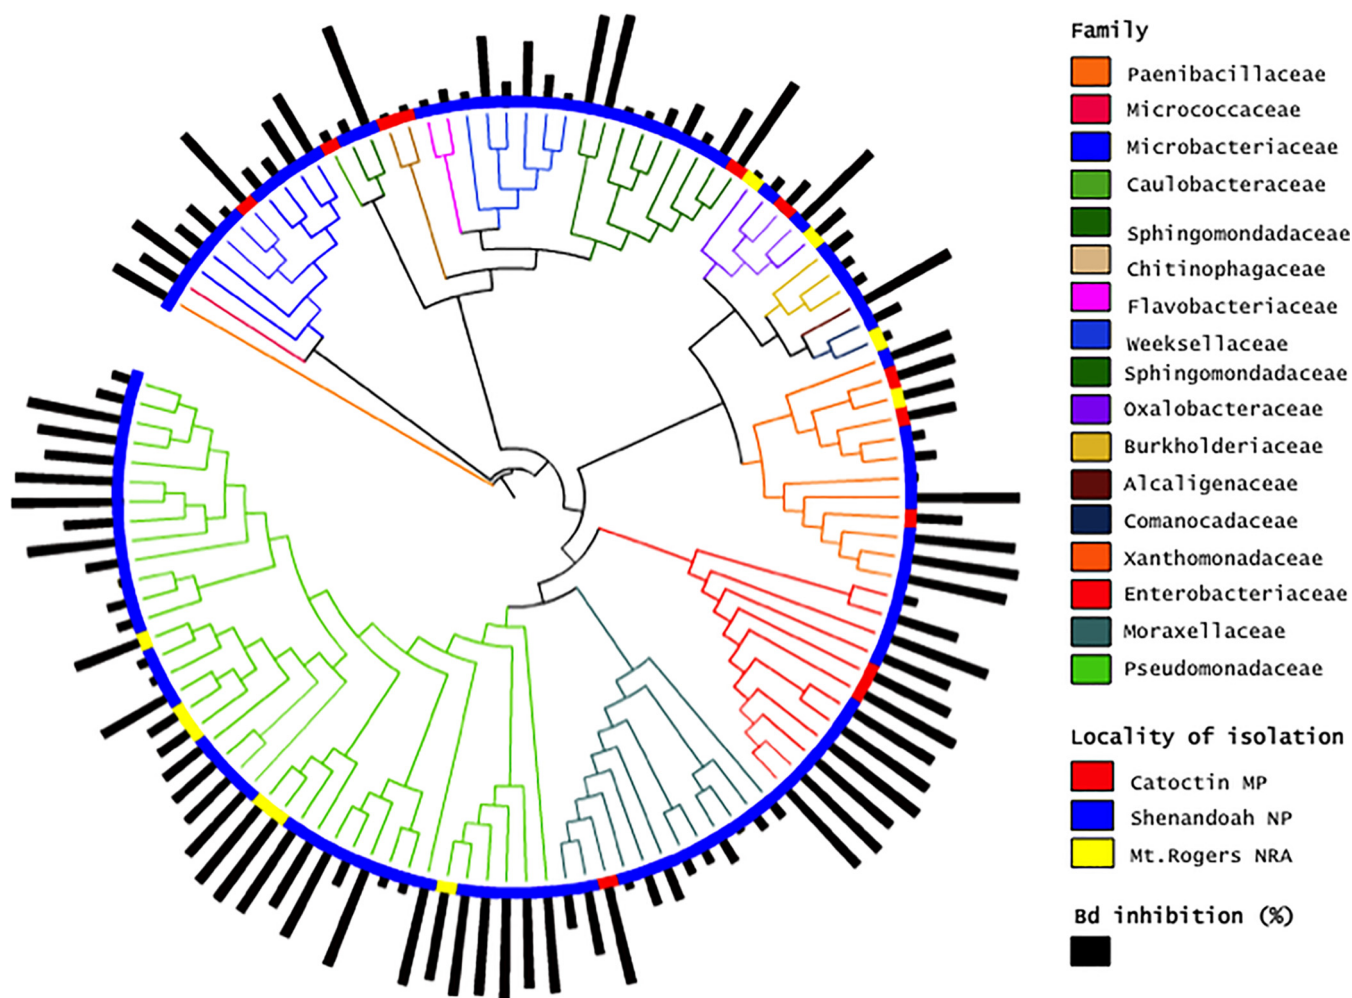 Family
Paenibacillaceae
Micrococcaceae
Microbacteriaceae
Caulobacteraceae
Sphingomondadaceae
Chitinophagaceae
Flavobacteriaceae
Weeksellaceae
Sphingomondadaceae
Oxalobacteraceae
Burkholderiaceae
Alcaligenaceae
Comanocadaceae
Xanthomonadaceae
Enterobacteriaceae
Moraxellaceae
Pseudomonadaceae
Locality of isolation
Catoctin MP
Shenandoah NP
Mt.Rogers NRA
Bd inhibition (%)